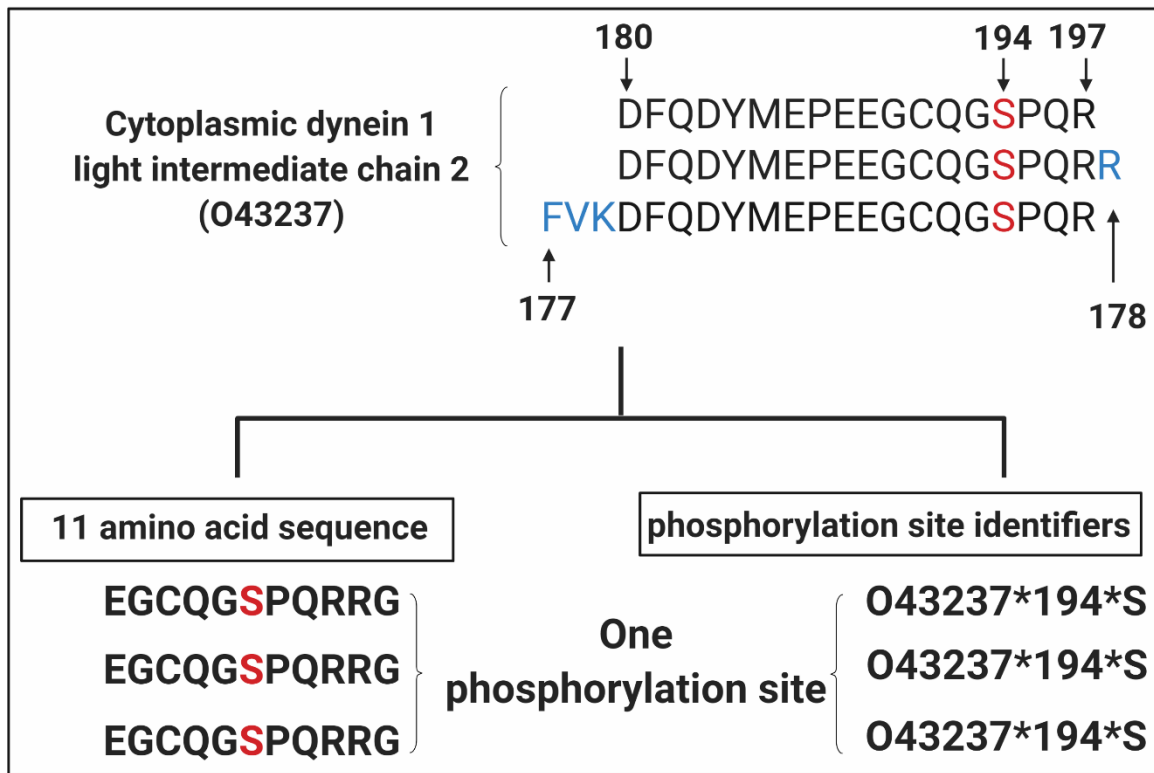 180 194 197
Cytoplasmic dynein 1
light intermediate chain 2
(O43237)
DFQDYMEPEEGCQGSPQR
DFQDYMEPEEGCQGSPQRR
FVKDFQDYMEPEEGCQGSPQR
177
178
11 amino acid sequence
phosphorylation site identifiers
EGCQGSPQRRG
EGCQGSPQRRG
EGCQGSPQRRG
One
phosphorylation site
O43237*194*S
O43237*194*S
O43237*194*S